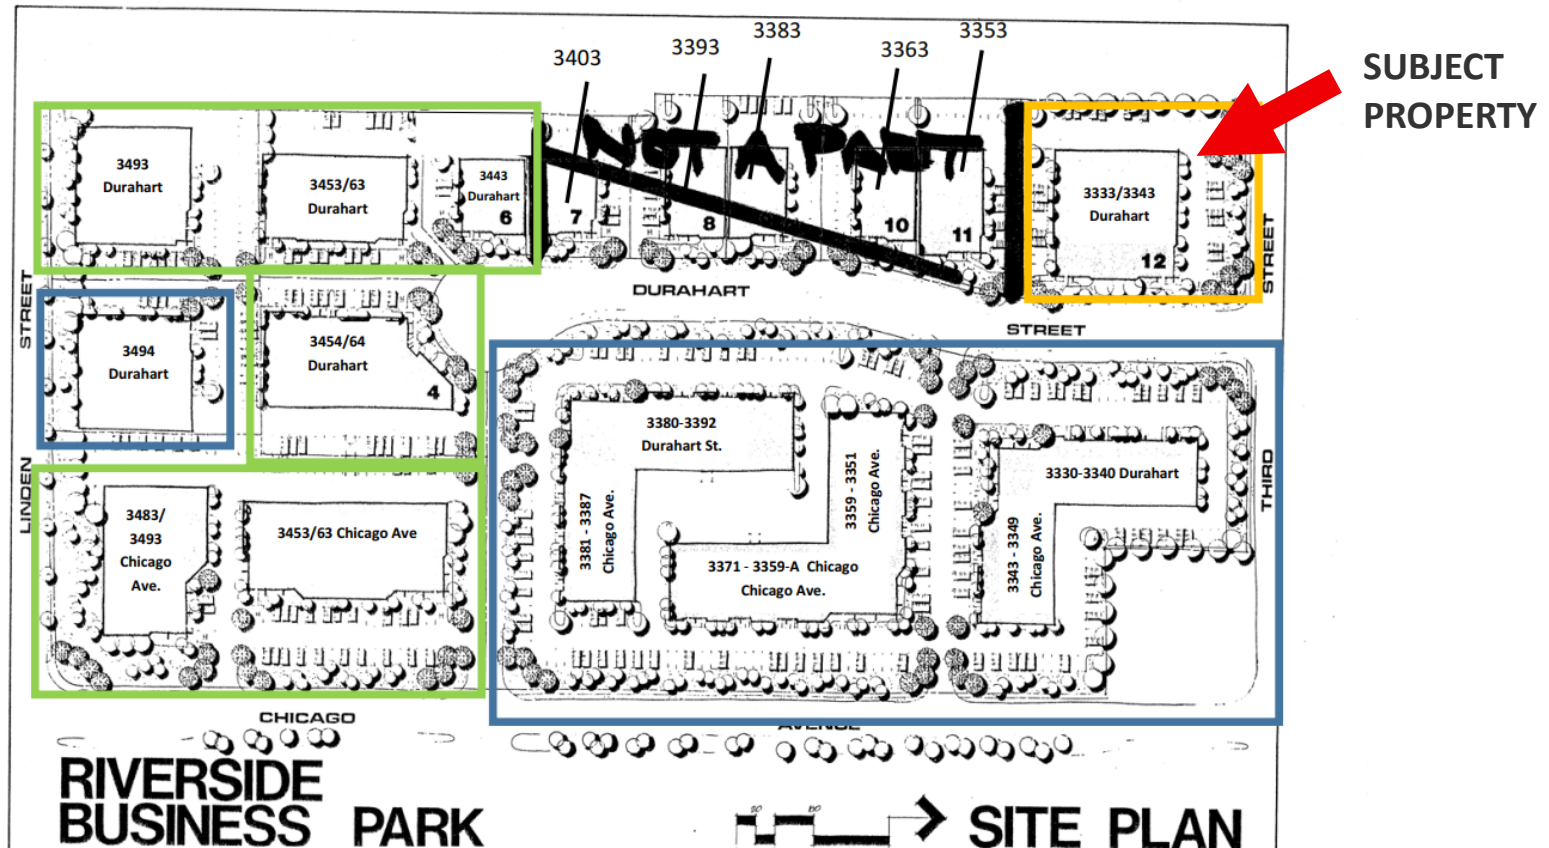 3403
3393
3383
3363
3353
SUBJECT
PROPERTY
NOT A PART
3493
Durahart
3453/63
Durahart
3443
Durahart
6
7
8
10
11
3333/3343
Durahart
12
STREET
STREET
DURAHART
STREET
3494
Durahart
3454/64
Durahart
4
3380-3392
Durahart St.
3381 - 3387
Chicago Ave.
3359 - 3351
Chicago Ave.
3371 - 3359-A Chicago
Chicago Ave.
3330-3340 Durahart
3343 - 3349
Chicago Ave.
LINDEN
THIRD
3483/
3493
Chicago
Ave.
3453/63 Chicago Ave
CHICAGO
AVENUE
RIVERSIDE
BUSINESS PARK
SITE PLAN